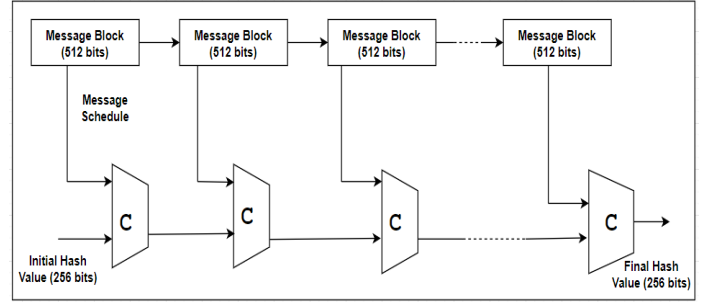 Message Block
(512 bits)
Message Block
(512 bits)
Message Block
(512 bits)
Message Block
(512 bits)
Message
Schedule
C
C
C
C
Initial Hash
Value (256 bits)
Final Hash
Value (256 bits)